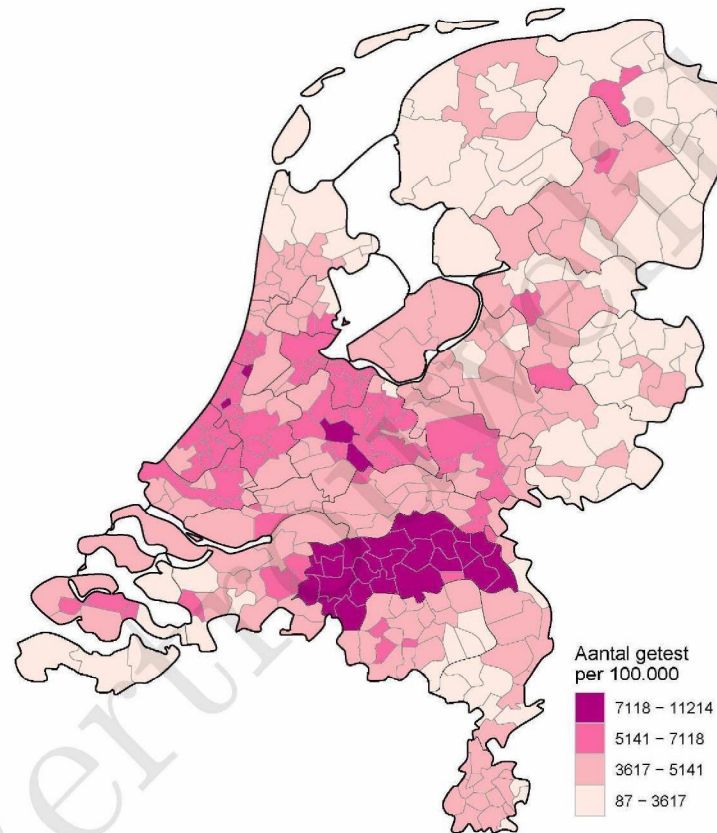 Aantal getest
per 100.000
7118 – 11214
5141 – 7118
3617 – 5141
87 – 3617